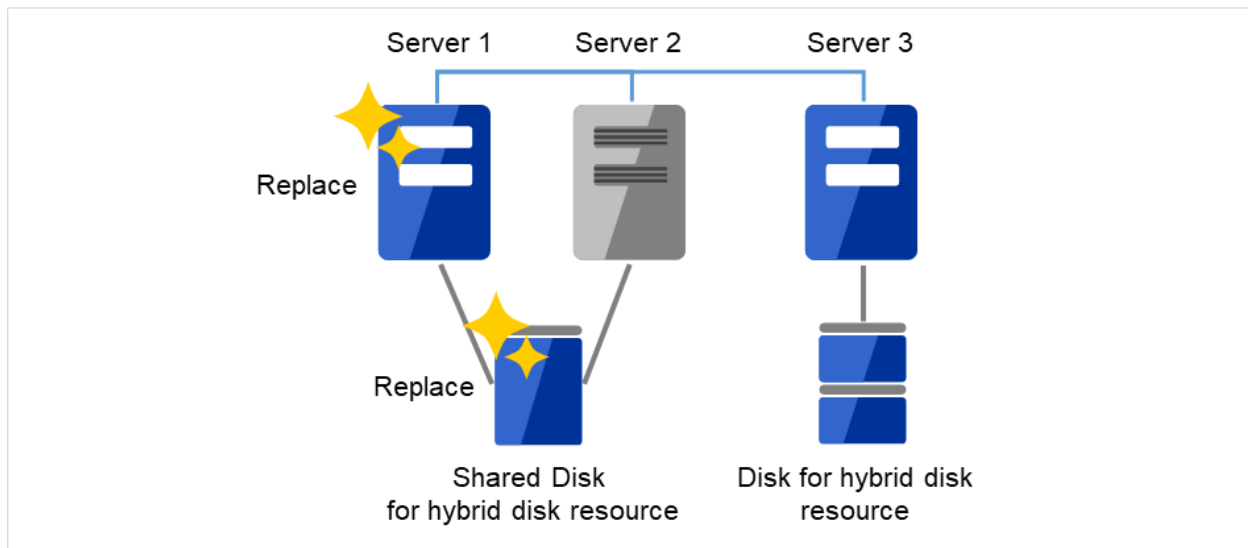 Server 1
Server 2
Server 3
Replace
Replace
Shared Disk
for hybrid disk resource
Disk for hybrid disk
resource